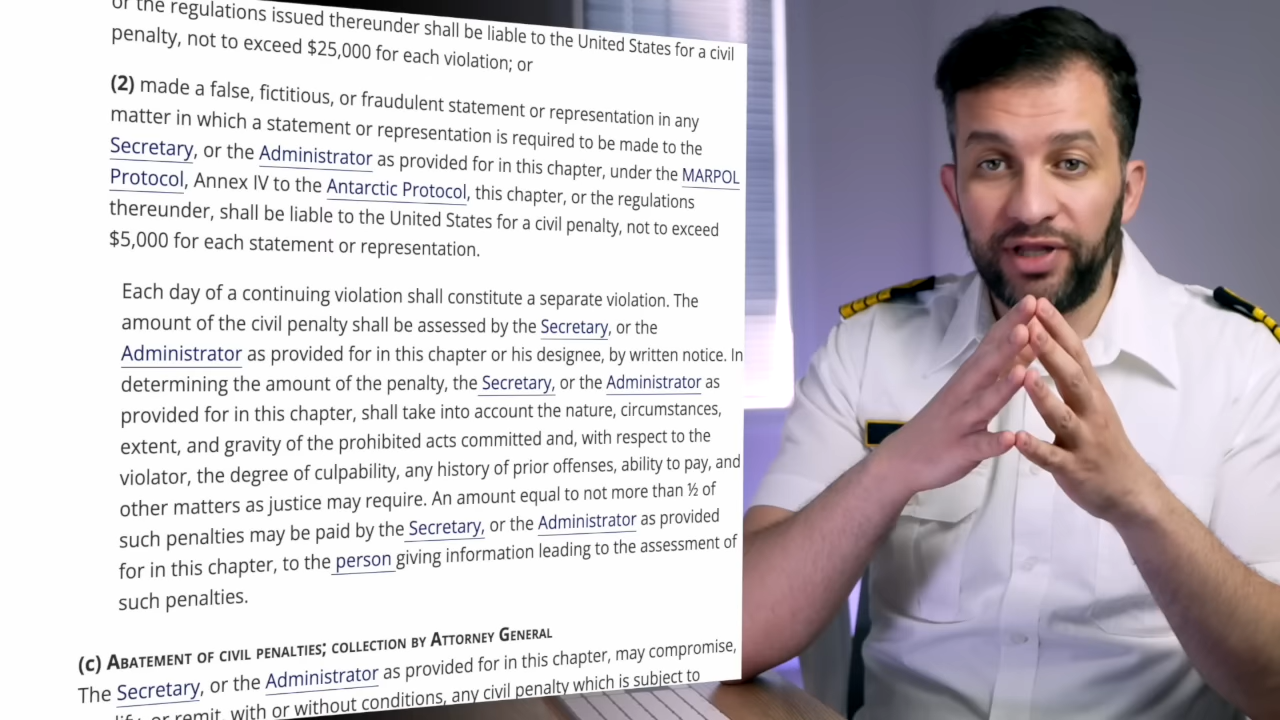 or the regulations issued thereunder shall be liable to the United States for a civil
penalty, not to exceed $25,000 for each violation; or
(2) made a false, fictitious, or fraudulent statement or representation in any
matter in which a statement or representation is required to be made to the
Secretary, or the Administrator as provided for in this chapter, under the MARPOL
Protocol, Annex IV to the Antarctic Protocol, this chapter, or the regulations
thereunder, shall be liable to the United States for a civil penalty, not to exceed
$5,000 for each statement or representation.
Each day of a continuing violation shall constitute a separate violation. The
amount of the civil penalty shall be assessed by the Secretary, or the
Administrator as provided for in this chapter or his designee, by written notice. In
determining the amount of the penalty, the Secretary, or the Administrator as
provided for in this chapter, shall take into account the nature, circumstances,
extent, and gravity of the prohibited acts committed and, with respect to the
violator, the degree of culpability, any history of prior offenses, ability to pay, and
other matters as justice may require. An amount equal to not more than ½ of
such penalties may be paid by the Secretary, or the Administrator as provided
for in this chapter, to the person giving information leading to the assessment of
such penalties.
(c) ABATEMENT OF CIVIL PENALTIES; COLLECTION BY ATTORNEY GENERAL
The Secretary, or the Administrator as provided for in this chapter, may compromise,
or remit, with or without conditions, any civil penalty which is subject to